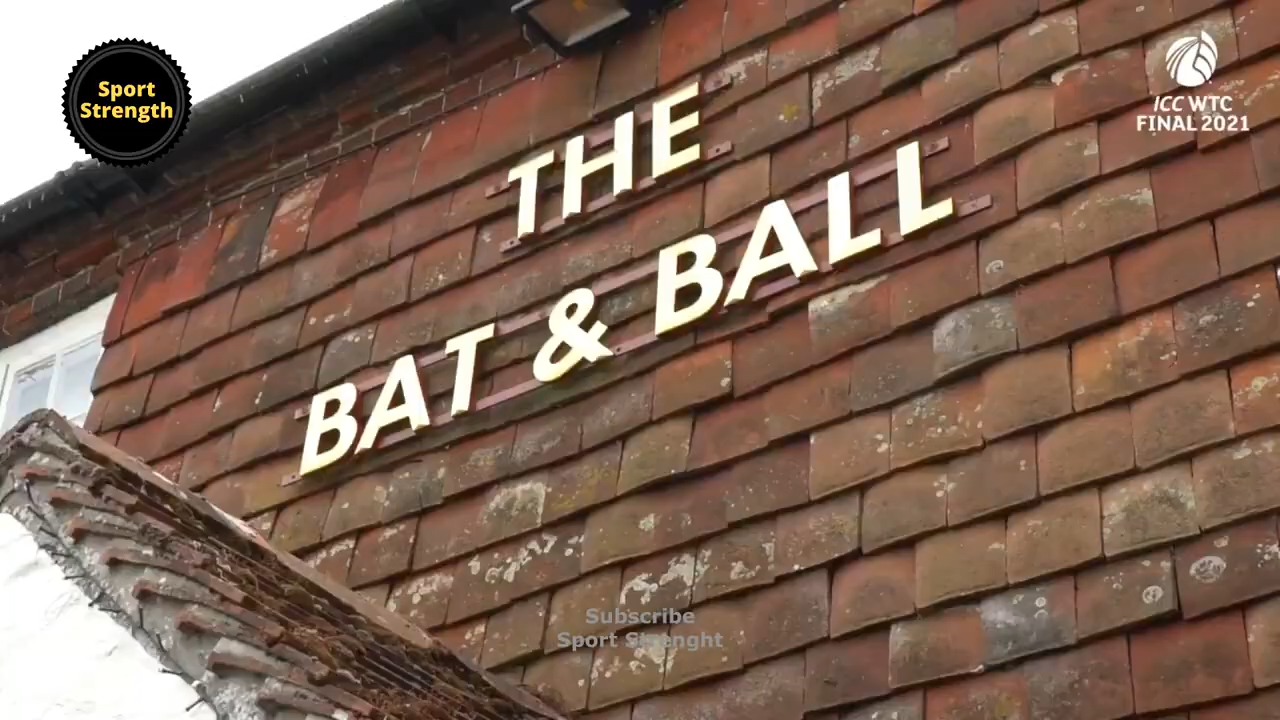 Sport
Strength
ICC WTC
FINAL 2021
THE
BAT & BALL
Subscribe
Sport Strenght